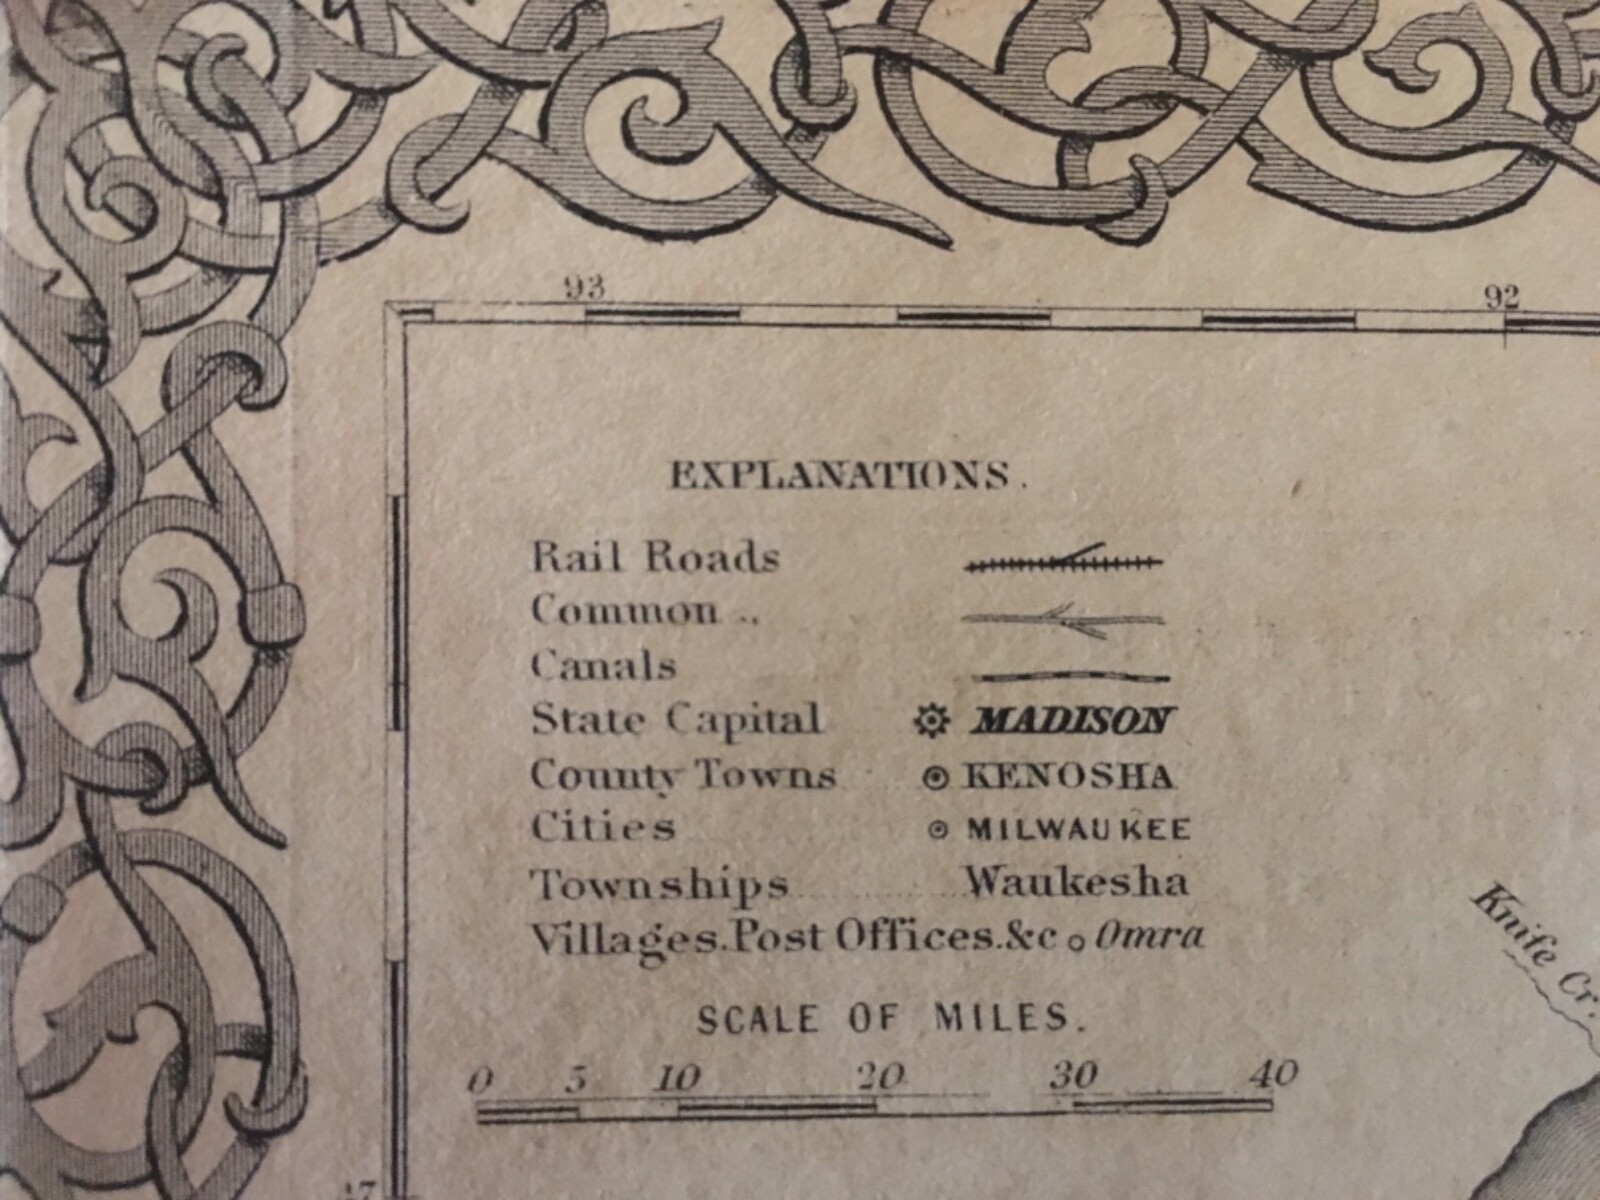 93 92
EXPLANATIONS.
Rail Roads
Common ..
Canals
State Capital MADISON
County Towns KENOSHA
Cities MILWAUKEE
Townships Waukesha
Villages. Post Offices. &c Omra
Knife Cr.
SCALE OF MILES.
0 5 10 20 30 40